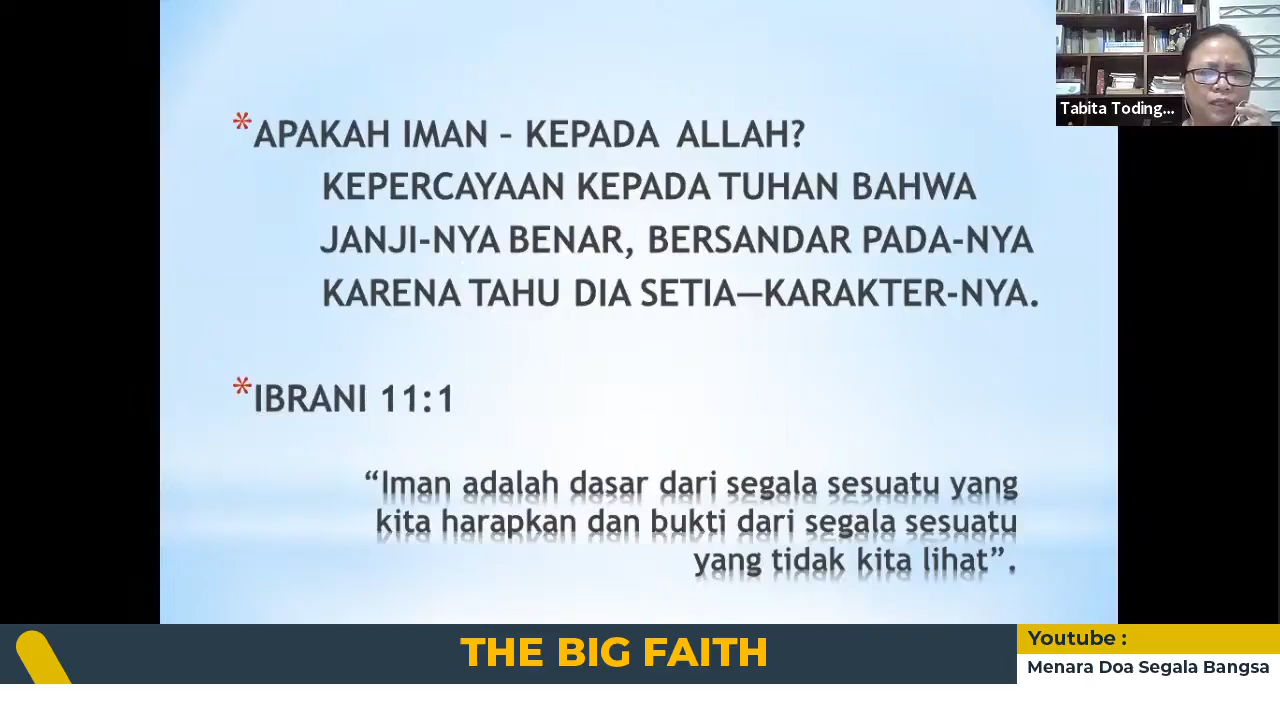 Tabita Toding...
*APAKAH IMAN – KEPADA ALLAH?
KEPERCAYAAN KEPADA TUHAN BAHWA
JANJI-NYA BENAR, BERSANDAR PADA-NYA
KARENA TAHU DIA SETIA—KARAKTER-NYA.
*IBRANI 11:1
“Iman adalah dasar dari segala sesuatu yang
kita harapkan dan bukti dari segala sesuatu
yang tidak kita lihat”.
THE BIG FAITH
Youtube :
Menara Doa Segala Bangsa